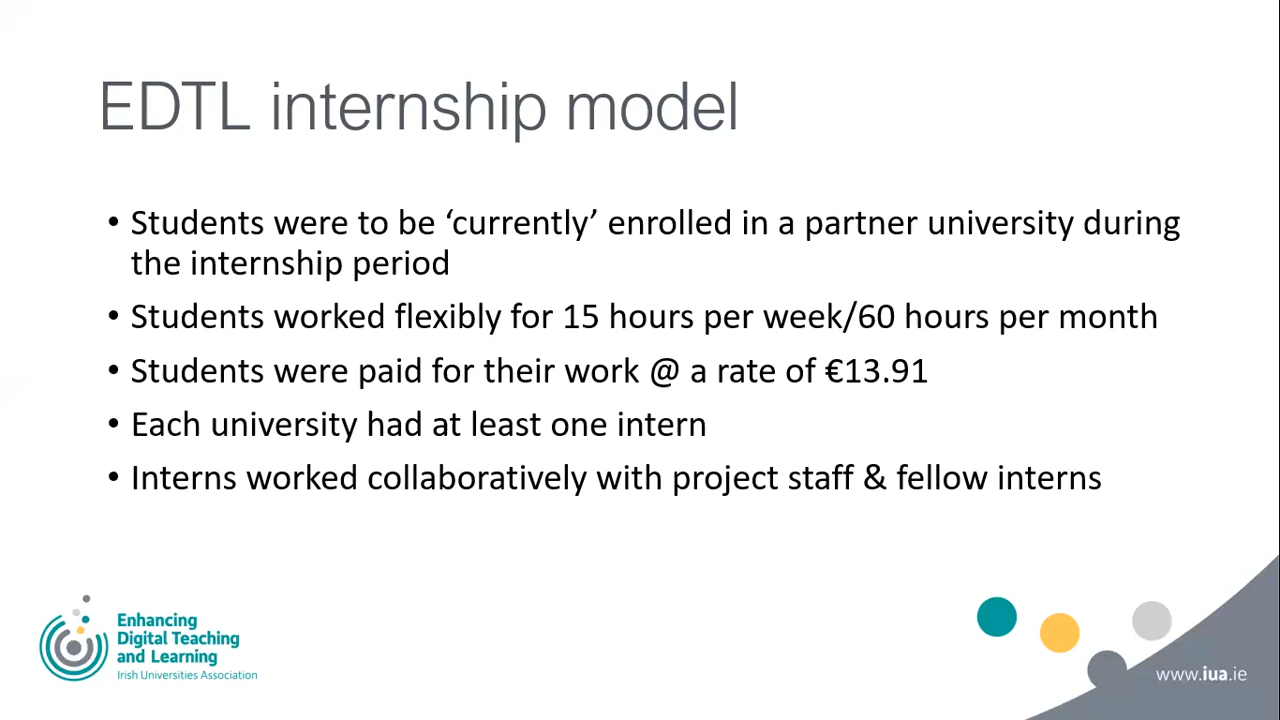 EDTL internship model
• Students were to be ‘currently’ enrolled in a partner university during
the internship period
• Students worked flexibly for 15 hours per week/60 hours per month
• Students were paid for their work @ a rate of €13.91
• Each university had at least one intern
• Interns worked collaboratively with project staff & fellow interns
Enhancing
Digital Teaching
and Learning
Irish Universities Association
www.iua.ie